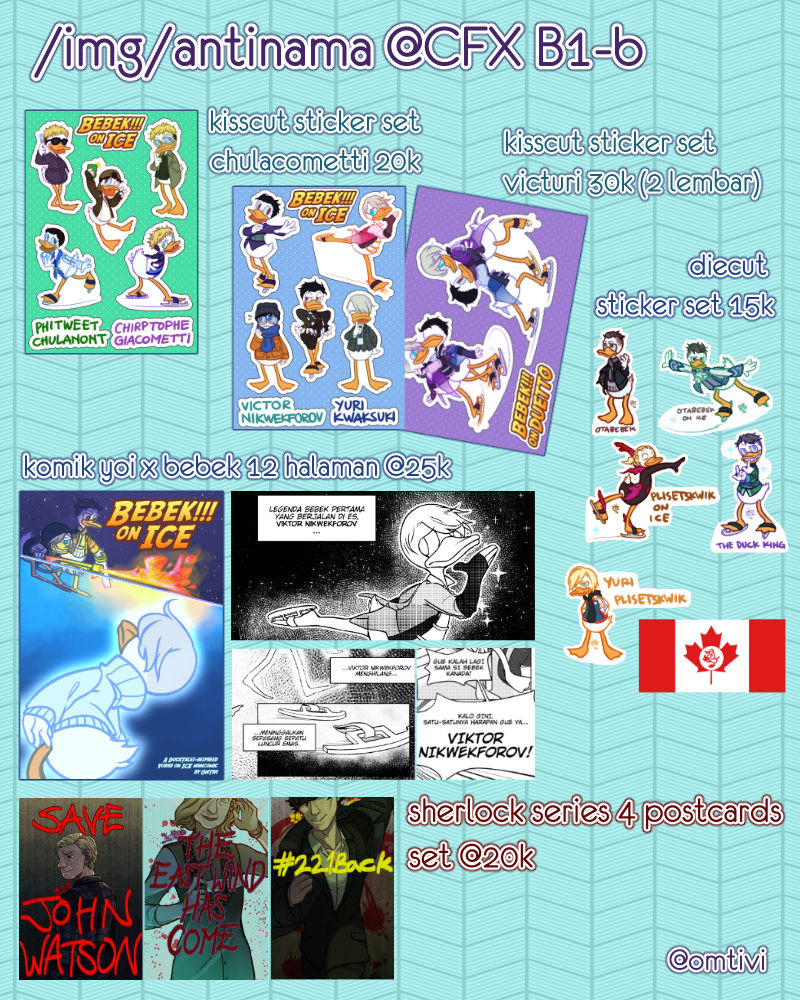 /img/antinama @CFX B1-b
kisscut sticker set
chulacometti 20k
BEBEK!!!
ON ICE
PHITWEET
CHULANONT
CHIRPTOPHE
GIACOMETTI
kisscut sticker set
victuri 30k (2 lembar)
BEBEK!!!
ON ICE
VICTOR
NIKWEKFOROV
YURI
KWAKSUKI
BEBEK!!!
ON DUETTO
diecut
sticker set 15k
OTABEBEK
OTABEBEK
ON ICE
PLISETSKWIK
ON
ICE
THE DUCK KING
YURI
PLISETSKWIK
komik yoi x bebek 12 halaman @25k
BEBEK!!!
ON ICE
A DUCKTALES-INSPIRED
YURI!!! ON ICE MINICOMIC
BY OMTIVI
LEGENDA BEBEK PERTAMA
YANG BERJALAN DI ES,
VIKTOR NIKWEKFOROV
...
...VIKTOR NIKWEKFOROV
MENGHILANG...
...MENINGGALKAN
SEPASANG SEPATU
LUNCUR EMAS.
GUE KALAH LAGI
SAMA SI BEBEK
KANADA!
KALO GINI,
SATU-SATUNYA HARAPAN GUE YA...
VIKTOR
NIKWEKFOROV!
SAVE
JOHN
WATSON
THE
EAST WIND
HAS
COME
#221Back
sherlock series 4 postcards
set @20k
@omtivi